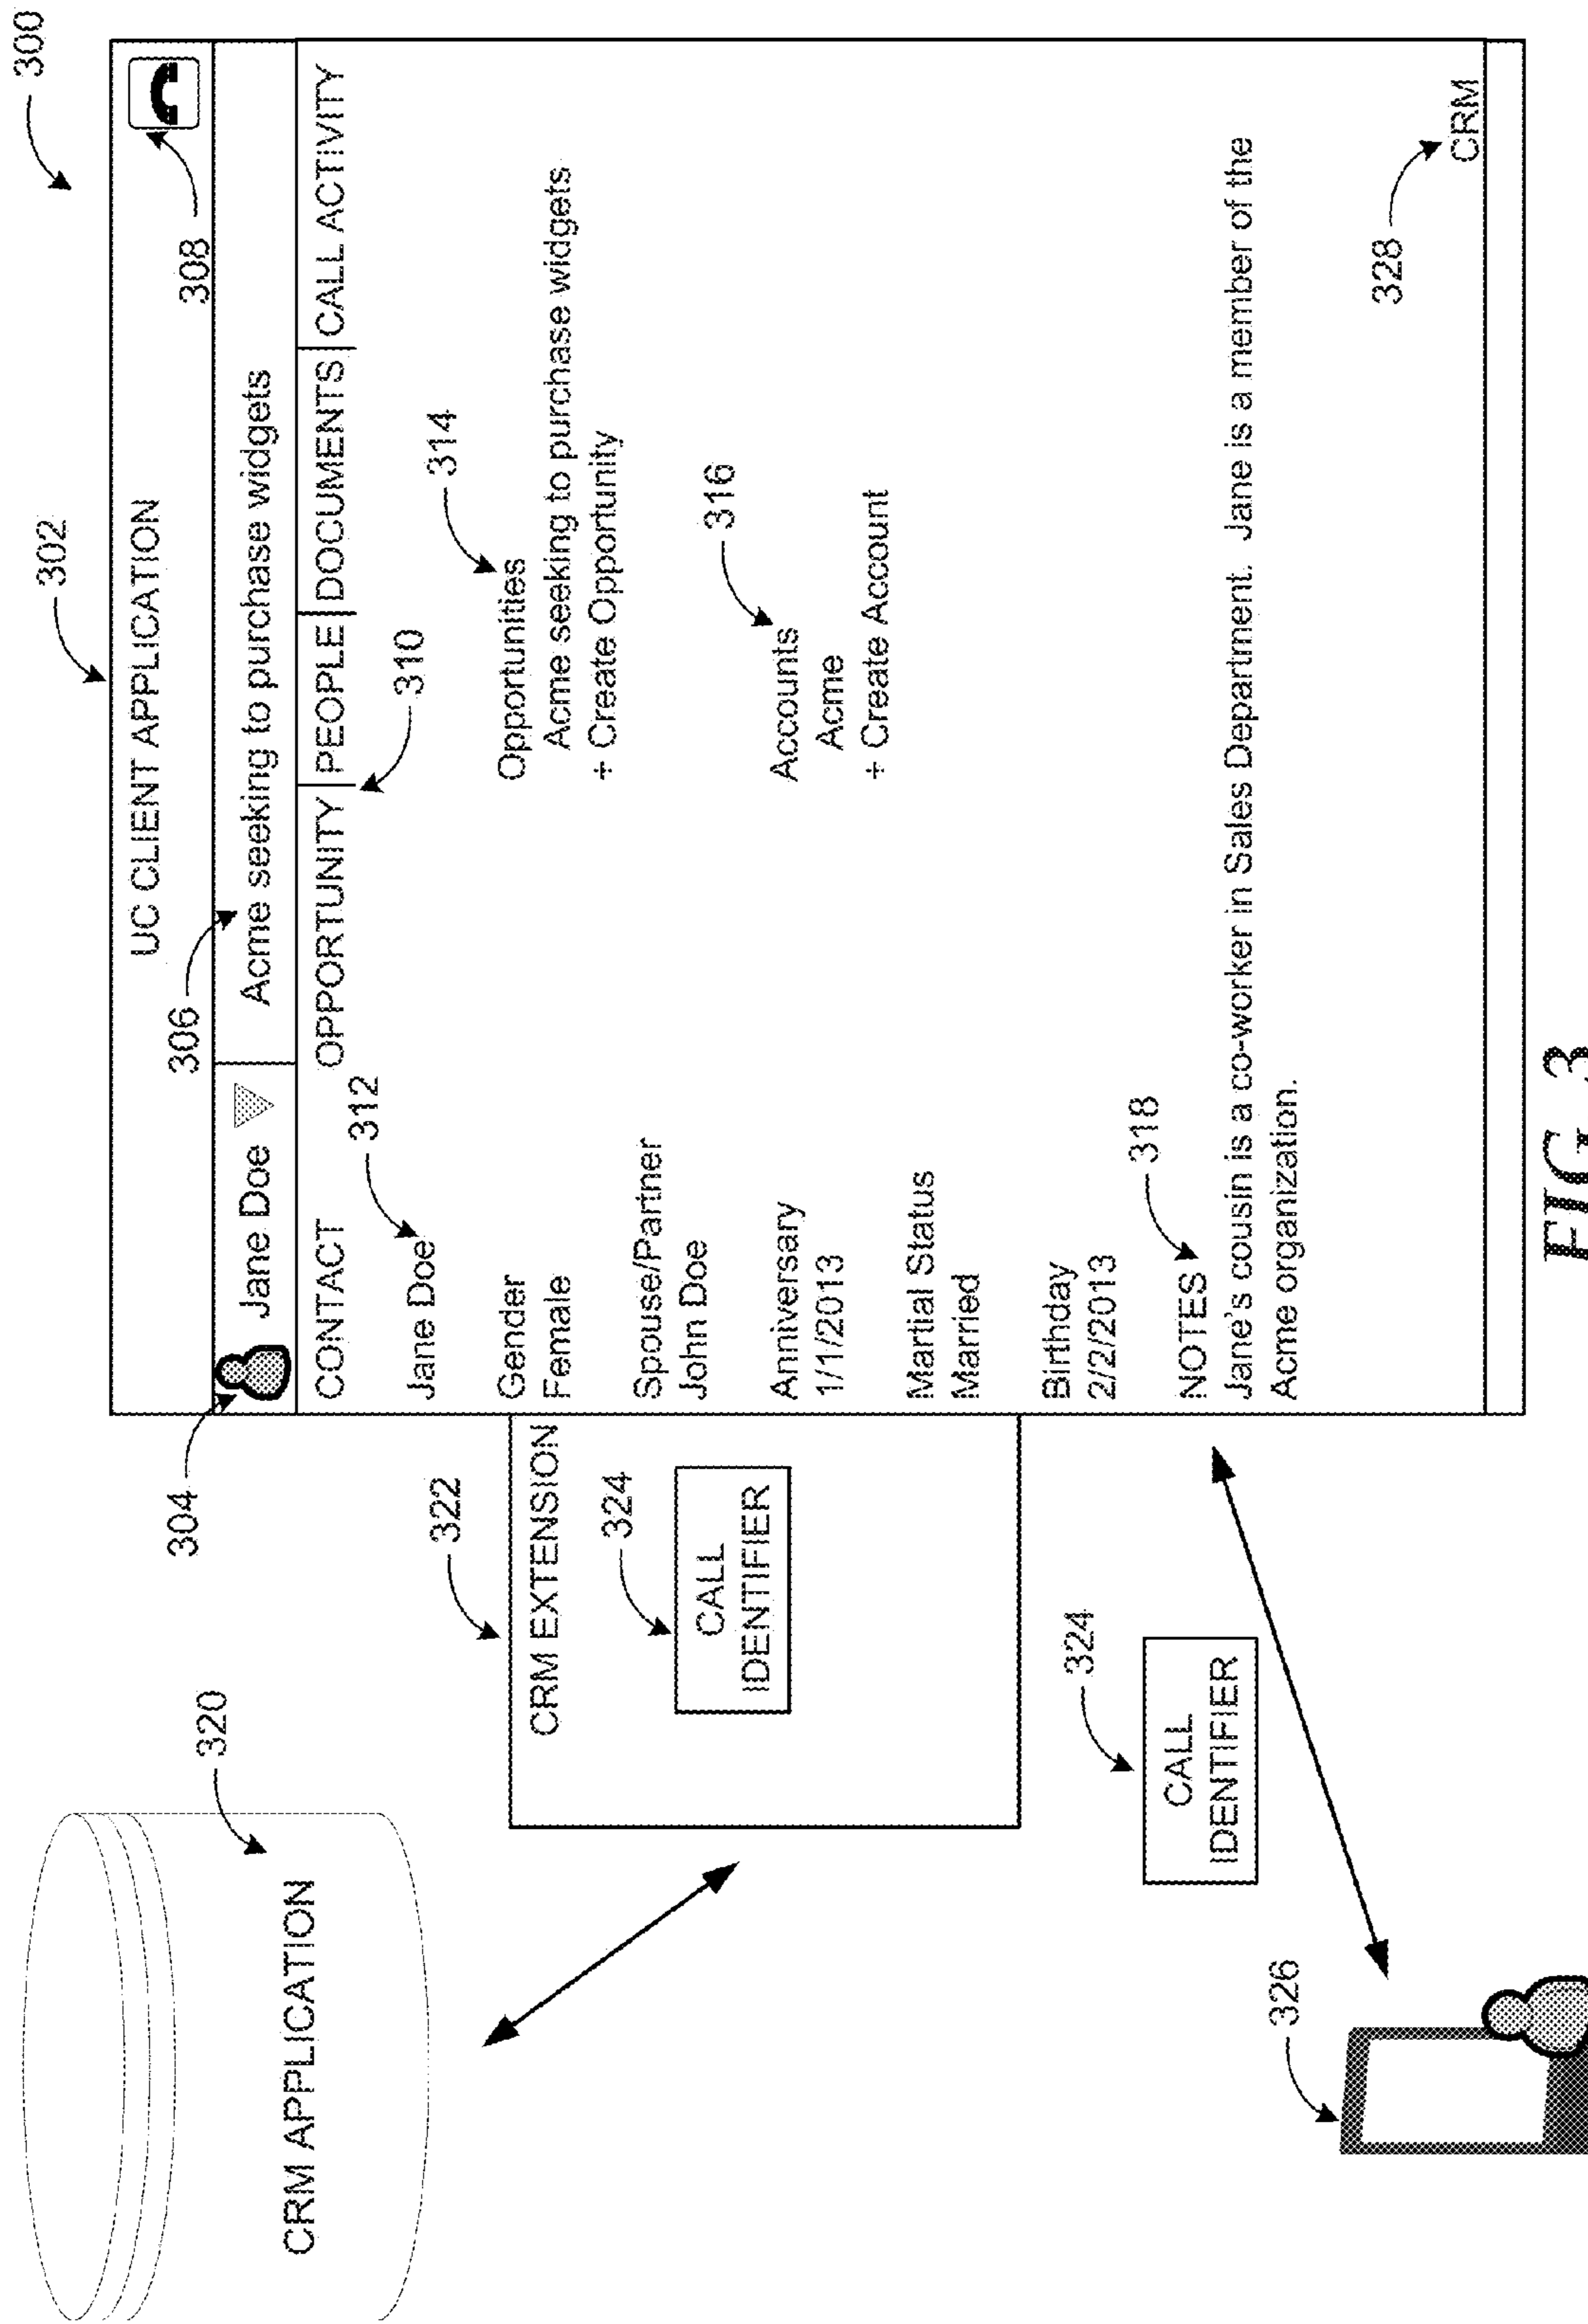 300
302
UC CLIENT APPLICATION
308
304
306
Jane Doe
Acme seeking to purchase widgets
CONTACT
OPPORTUNITY
PEOPLE
DOCUMENTS
CALL ACTIVITY
310
312
Jane Doe
Gender
Female
Spouse/Partner
John Doe
Anniversary
1/1/2013
Martial Status
Married
Birthday
2/2/2013
314
Opportunities
Acme seeking to purchase widgets
+ Create Opportunity
316
Accounts
Acme
+ Create Account
318
NOTES
Jane's cousin is a co-worker in Sales Department. Jane is a member of the
Acme organization.
328
CRM
320
CRM APPLICATION
322
CRM EXTENSION
324
CALL
IDENTIFIER
324
CALL
IDENTIFIER
326
FIG. 3